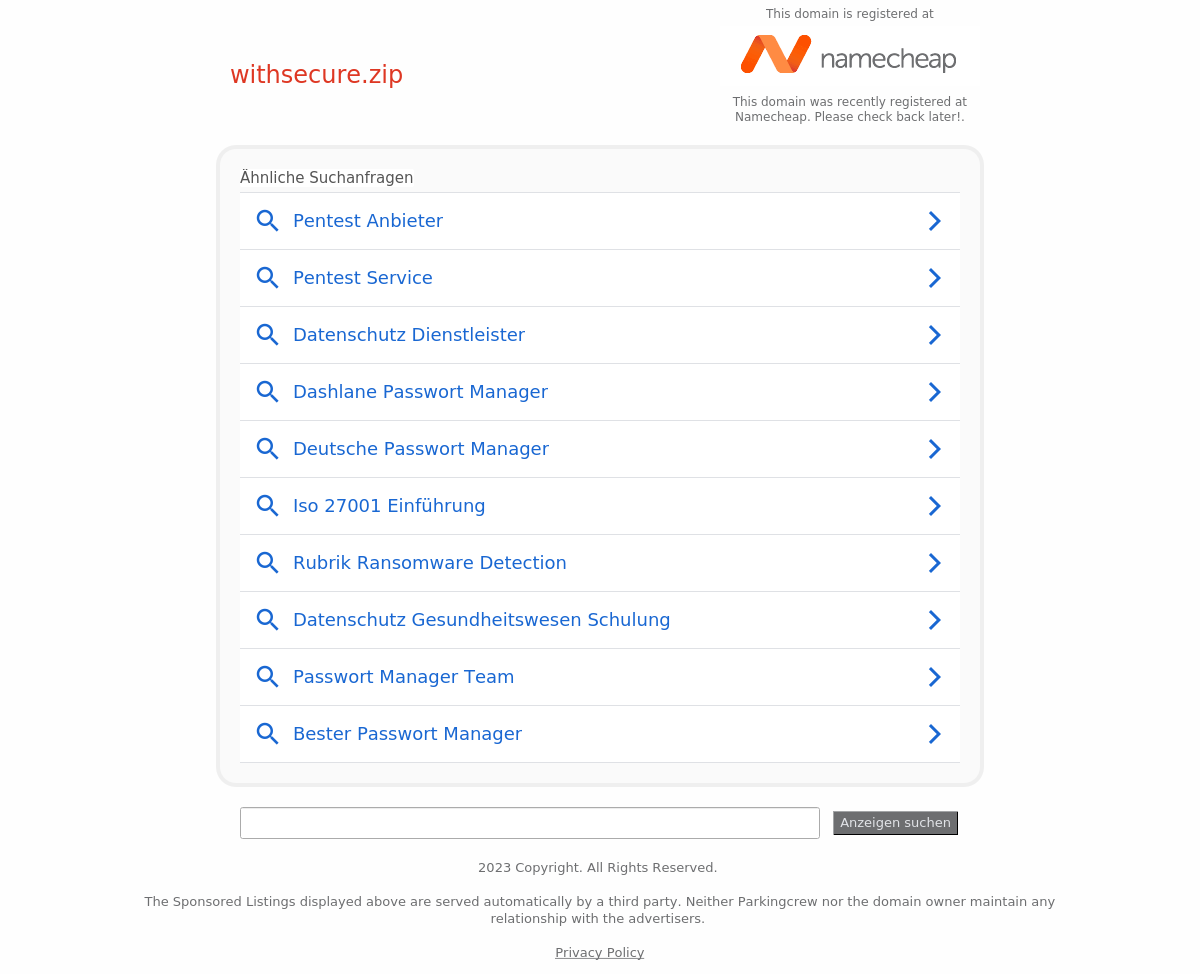 This domain is registered at
namecheap
withsecure.zip
This domain was recently registered at
Namecheap. Please check back later!.
Ähnliche Suchanfragen
Pentest Anbieter
Pentest Service
Datenschutz Dienstleister
Dashlane Passwort Manager
Deutsche Passwort Manager
Iso 27001 Einführung
Rubrik Ransomware Detection
Datenschutz Gesundheitswesen Schulung
Passwort Manager Team
Bester Passwort Manager
Anzeigen suchen
2023 Copyright. All Rights Reserved.
The Sponsored Listings displayed above are served automatically by a third party. Neither Parkingcrew nor the domain owner maintain any
relationship with the advertisers.
Privacy Policy